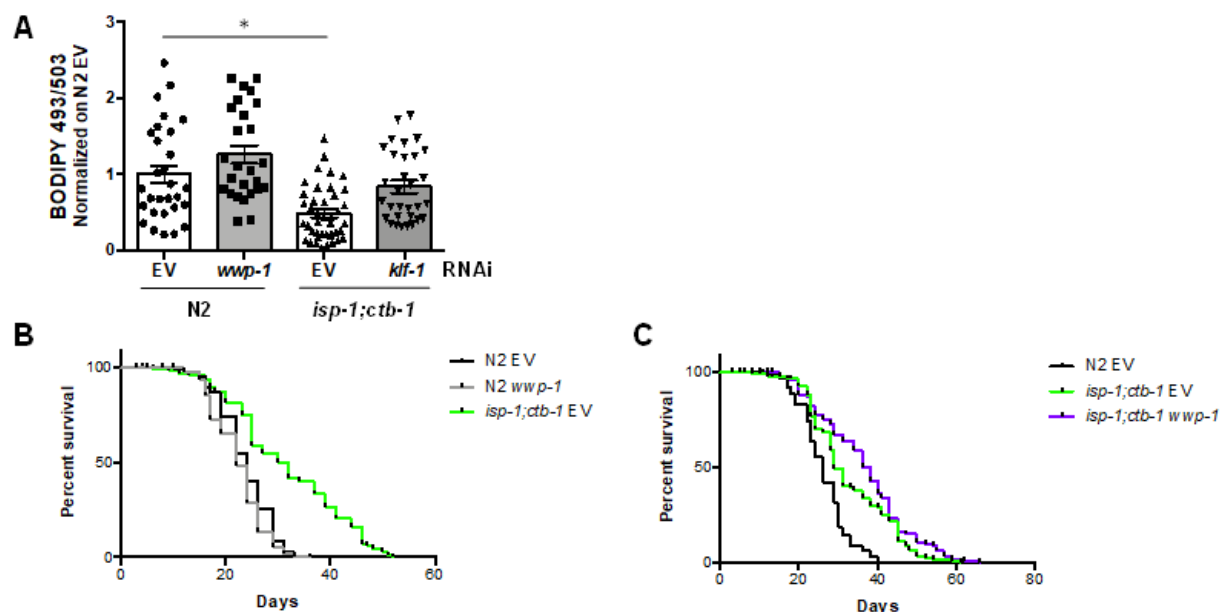 A
BODIPY 493/503
Normalized on N2 EV
3
2
1
0
*
EV wwp-1 EV klf-1 RNAi
N2 isp-1;ctb-1
B
Percent survival
100
50
0
0 20 40 60
Days
N2 EV
N2 wwp-1
isp-1;ctb-1 EV
C
Percent survival
100
50
0
0 20 40 60 80
Days
N2 EV
isp-1;ctb-1 EV
isp-1;ctb-1 wwp-1